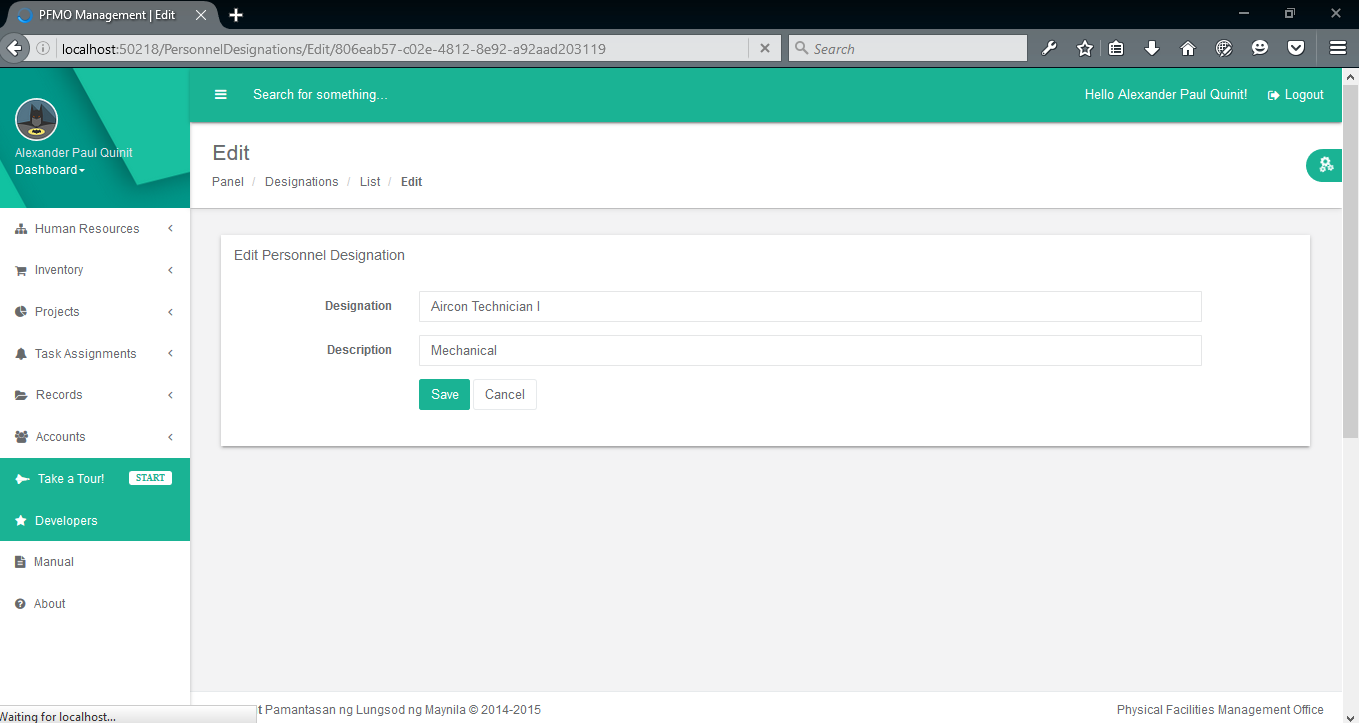 PFMO Management | Edit
localhost:50218/PersonnelDesignations/Edit/806eab57-c02e-4812-8e92-a92aad203119
Search
Search for something...
Hello Alexander Paul Quinit!
Logout
Alexander Paul Quinit
Dashboard
Edit
Panel / Designations / List / Edit
Human Resources
Inventory
Projects
Task Assignments
Records
Accounts
Take a Tour! START
Developers
Manual
About
Edit Personnel Designation
Designation Aircon Technician I
Description Mechanical
Save Cancel
t Pamantasan ng Lungsod ng Maynila © 2014-2015
Physical Facilities Management Office
Waiting for localhost...